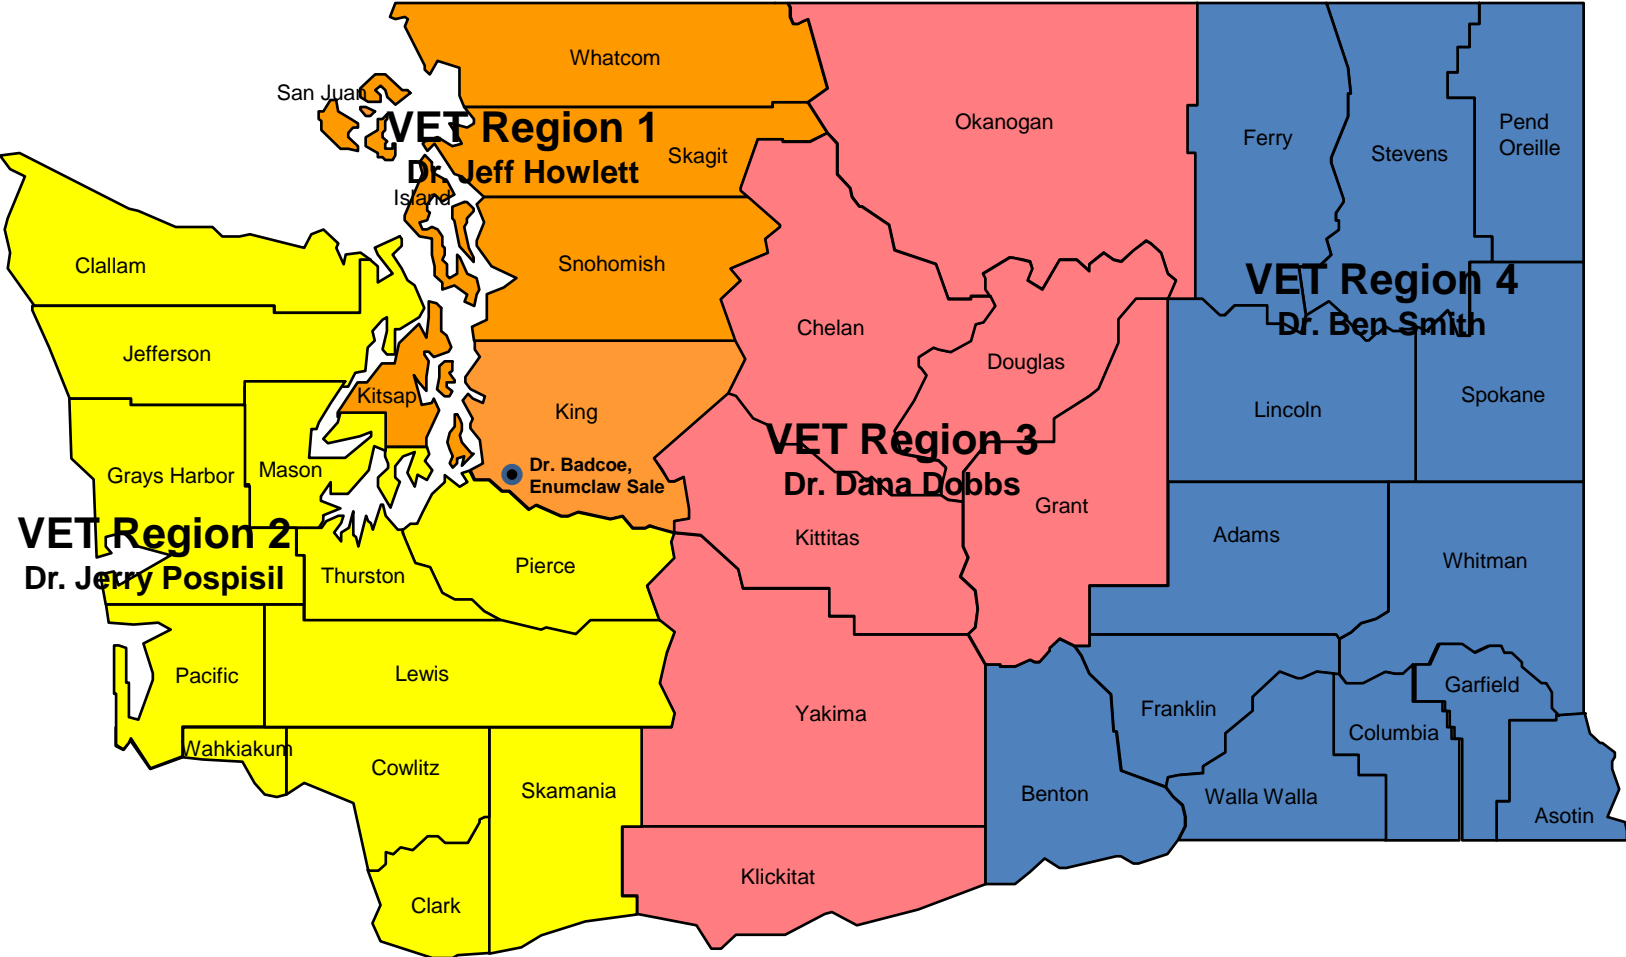 Whatcom
San Juan
VET Region 1
Dr. Jeff Howlett
Skagit
Island
Okanogan
Ferry
Stevens
Pend
Oreille
Clallam
Snohomish
VET Region 4
Dr. Ben Smith
Chelan
Jefferson
Douglas
Kitsap
King
Lincoln
Spokane
VET Region 3
Dr. Dana Dobbs
Grays Harbor
Mason
Dr. Badcoe,
Enumclaw Sale
Grant
VET Region 2
Dr. Jerry Pospisil
Kittitas
Adams
Whitman
Thurston
Pierce
Pacific
Lewis
Yakima
Franklin
Garfield
Columbia
Wahkiakum
Cowlitz
Skamania
Benton
Walla Walla
Asotin
Klickitat
Clark